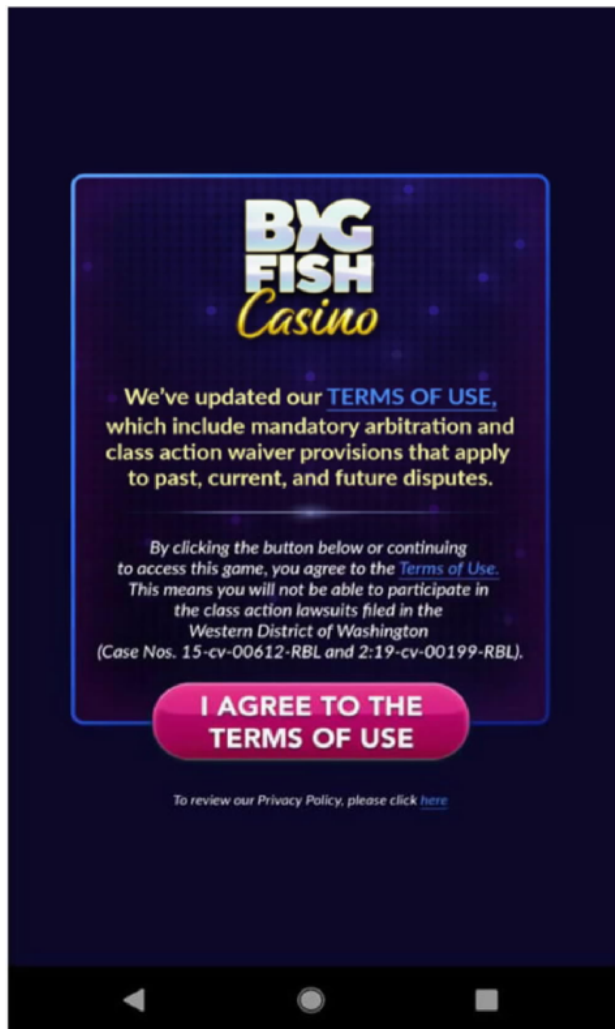 BIG
FISH
Casino
We've updated our TERMS OF USE,
which include mandatory arbitration and
class action waiver provisions that apply
to past, current, and future disputes.
By clicking the button below or continuing
to access this game, you agree to the Terms of Use.
This means you will not be able to participate in
the class action lawsuits filed in the
Western District of Washington
(Case Nos. 15-cv-00612-RBL and 2:19-cv-00199-RBL).
I AGREE TO THE
TERMS OF USE
To review our Privacy Policy, please click here